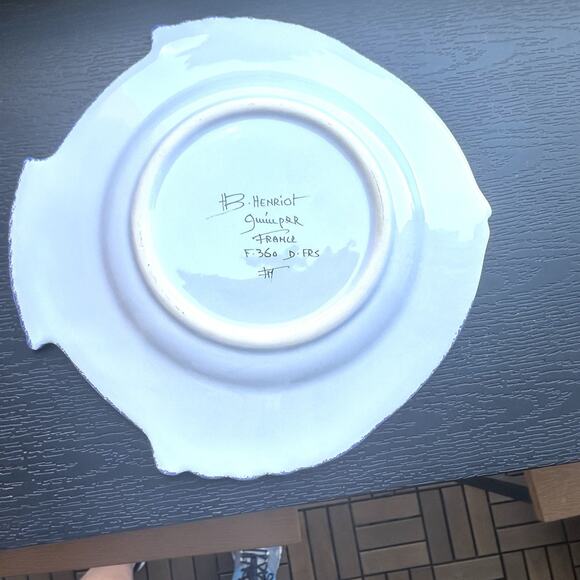 HB. HENRIOT
Quimper
FRANCE
F.360 D.FRS